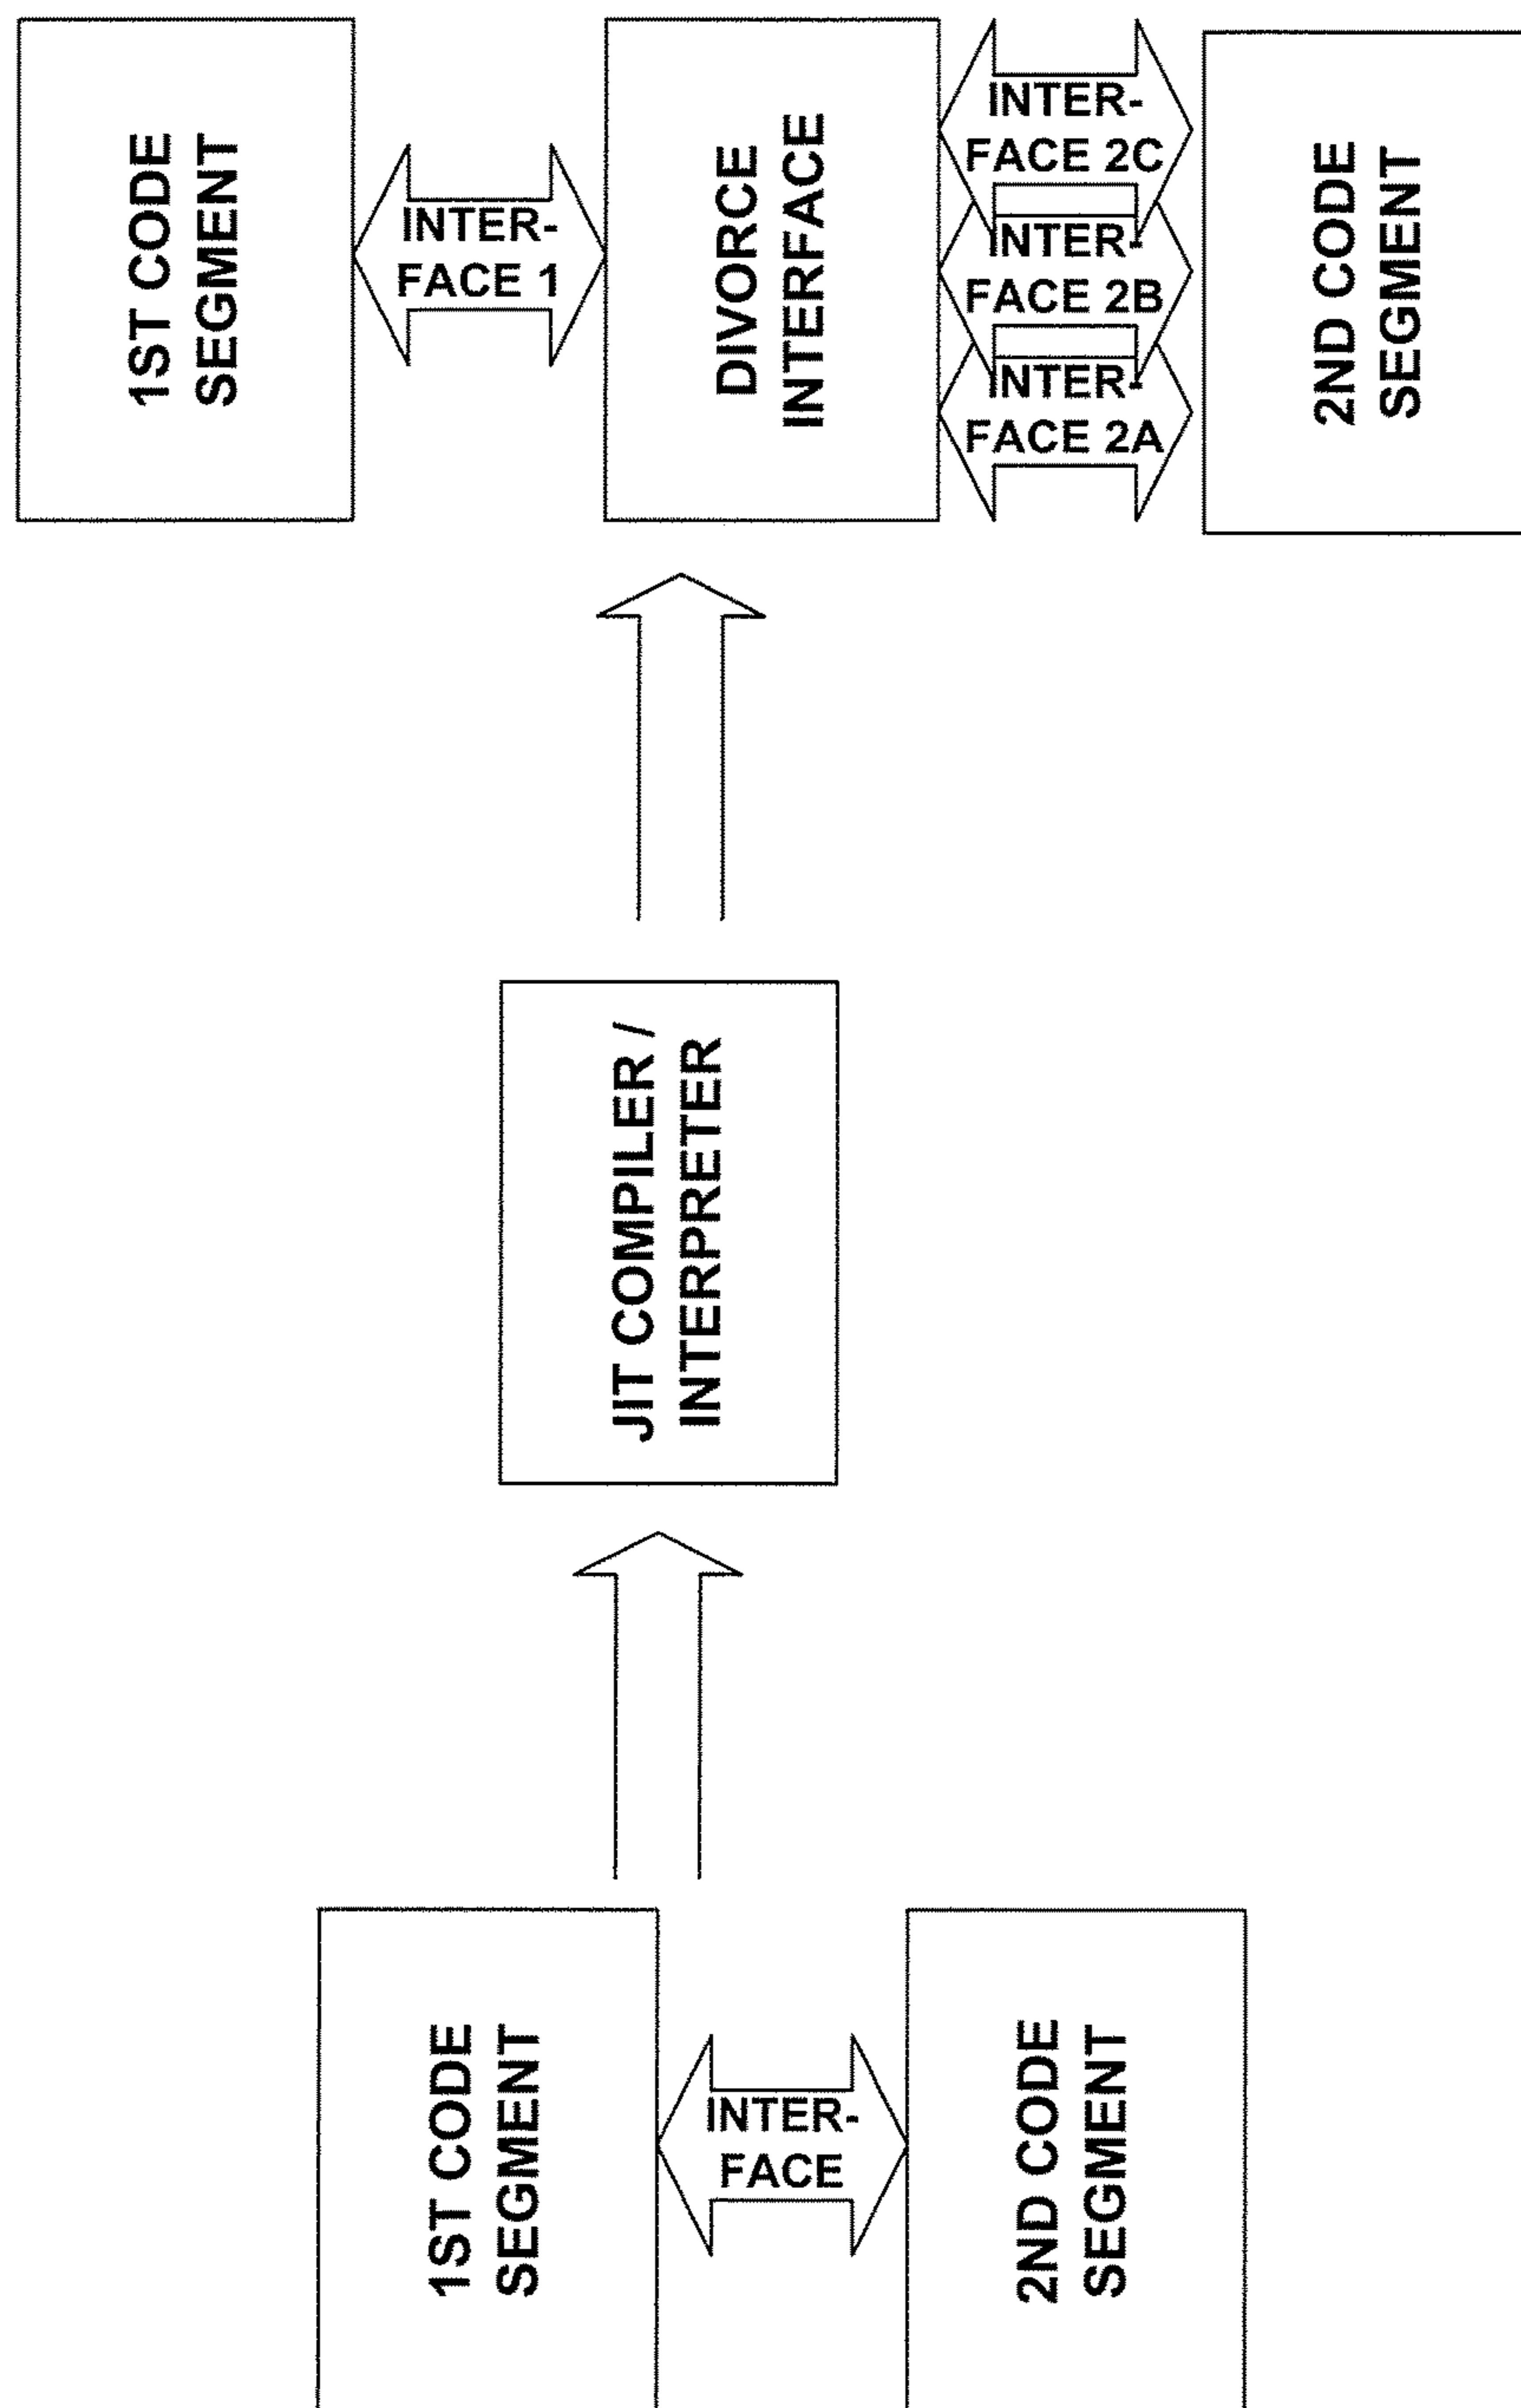 1ST CODE
SEGMENT
INTER-
FACE 1
DIVORCE
INTERFACE
INTER-
FACE 2C
INTER-
FACE 2B
INTER-
FACE 2A
2ND CODE
SEGMENT
JIT COMPILER /
INTERPRETER
1ST CODE
SEGMENT
INTER-
FACE
2ND CODE
SEGMENT